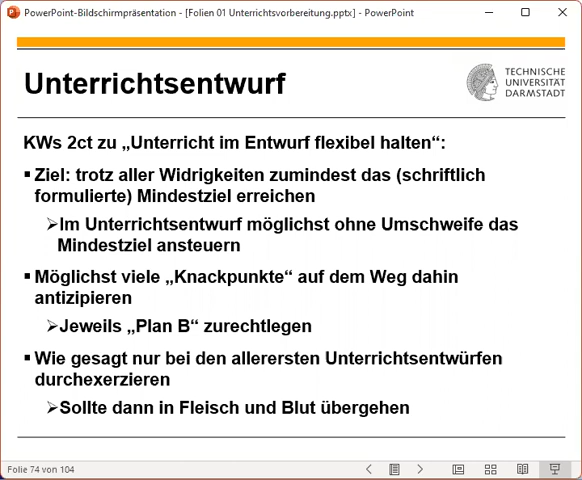 PowerPoint-Bildschirmpräsentation - [Folien 01 Unterrichtsvorbereitung.pptx] - PowerPoint
Unterrichtsentwurf
TECHNISCHE
UNIVERSITÄT
DARMSTADT
KWs 2ct zu „Unterricht im Entwurf flexibel halten“:
▪ Ziel: trotz aller Widrigkeiten zumindest das (schriftlich
formulierte) Mindestziel erreichen
➢Im Unterrichtsentwurf möglichst ohne Umschweife das
Mindestziel ansteuern
▪ Möglichst viele „Knackpunkte“ auf dem Weg dahin
antizipieren
➢Jeweils „Plan B“ zurechtlegen
▪ Wie gesagt nur bei den allerersten Unterrichtsentwürfen
durchexerzieren
➢Sollte dann in Fleisch und Blut übergehen
Folie 74 von 104